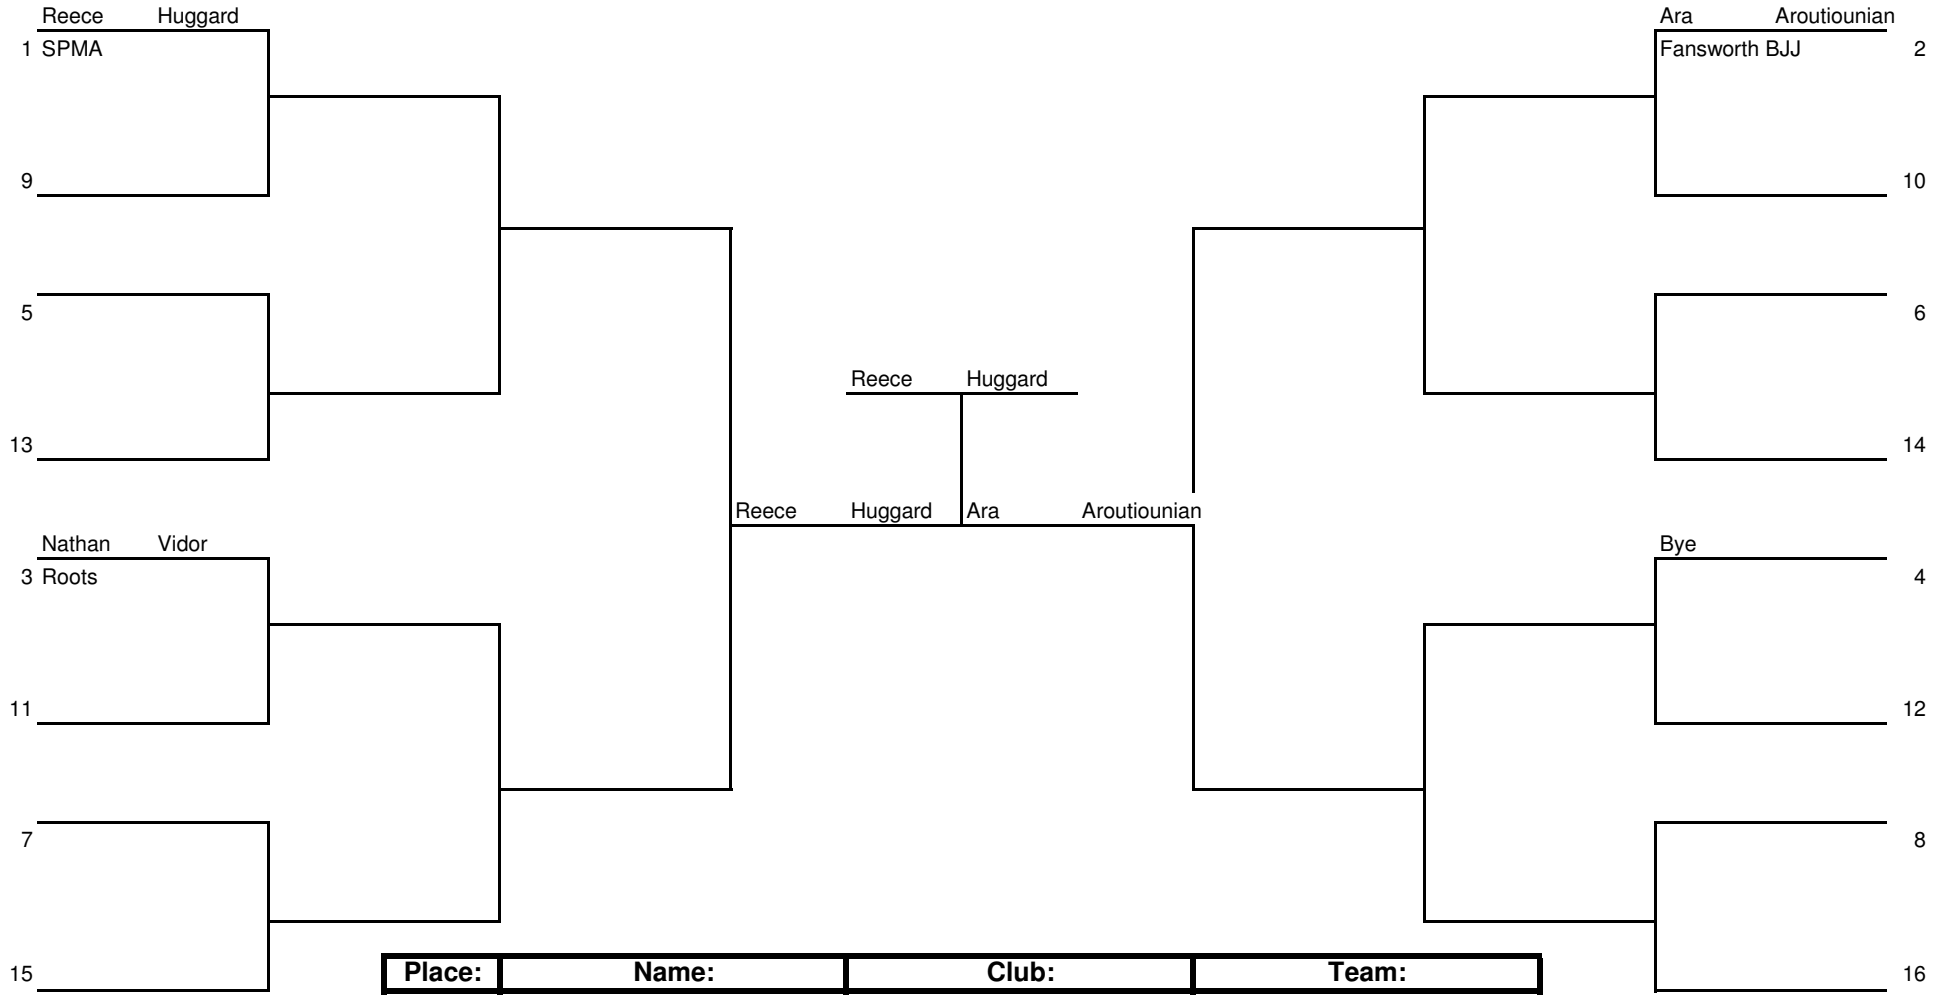 Reece Huggard
1 SPMA
9
5
13
Nathan Vidor
3 Roots
11
7
15
Reece Huggard
Reece Huggard Ara Aroutiounian
Ara Aroutiounian
Fansworth BJJ 2
10
6
14
Bye
4
12
8
16
Place: Name: Club: Team: